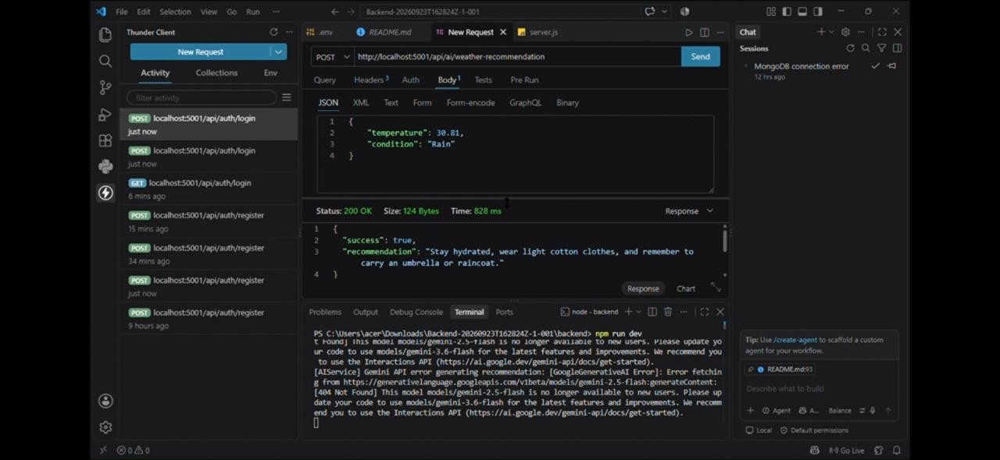 File Edit Selection View Go Run ···
Backend-20260923T162824Z-1-001
Thunder Client
New Request
Activity Collections Env
filter activity
POST localhost:5001/api/auth/login
just now
POST localhost:5001/api/auth/login
just now
GET localhost:5001/api/auth/login
6 mins ago
POST localhost:5001/api/auth/register
15 mins ago
POST localhost:5001/api/auth/register
34 mins ago
POST localhost:5001/api/auth/register
just now
POST localhost:5001/api/auth/register
9 hours ago
.env README.md TC New Request server.js
POST http://localhost:5001/api/ai/weather-recommendation Send
Query Headers 3 Auth Body 1 Tests Pre Run
JSON XML Text Form Form-encode GraphQL Binary
1 {
2 "temperature": 30.81,
3 "condition": "Rain"
4 }
Status: 200 OK Size: 124 Bytes Time: 828 ms Response
1 {
2 "success": true,
3 "recommendation": "Stay hydrated, wear light cotton clothes, and remember to
carry an umbrella or raincoat."
4 }
Response Chart
Problems Output Debug Console Terminal Ports node - backend
PS C:\Users\acer\Downloads\Backend-20260923T162824Z-1-001\backend> npm run dev
t Found] This model models/gemini-2.5-flash is no longer available to new users. Please update yo
ur code to use models/gemini-3.6-flash for the latest features and improvements. We recommend you
to use the Interactions API (https://ai.google.dev/gemini-api/docs/get-started).
[AIService] Gemini API error generating recommendation: [GoogleGenerativeAI Error]: Error fetchin
g from https://generativelanguage.googleapis.com/v1beta/models/gemini-2.5-flash:generateContent:
[404 Not Found] This model models/gemini-2.5-flash is no longer available to new users. Please up
date your code to use models/gemini-3.6-flash for the latest features and improvements. We recomm
end you to use the Interactions API (https://ai.google.dev/gemini-api/docs/get-started).
Chat
Sessions
MongoDB connection error
12 hrs ago
Tip: Use /create-agent to scaffold a custom
agent for your workflow.
README.md:93
Describe what to build
Agent A... Balance
Local Default permissions
0 0 Go Live